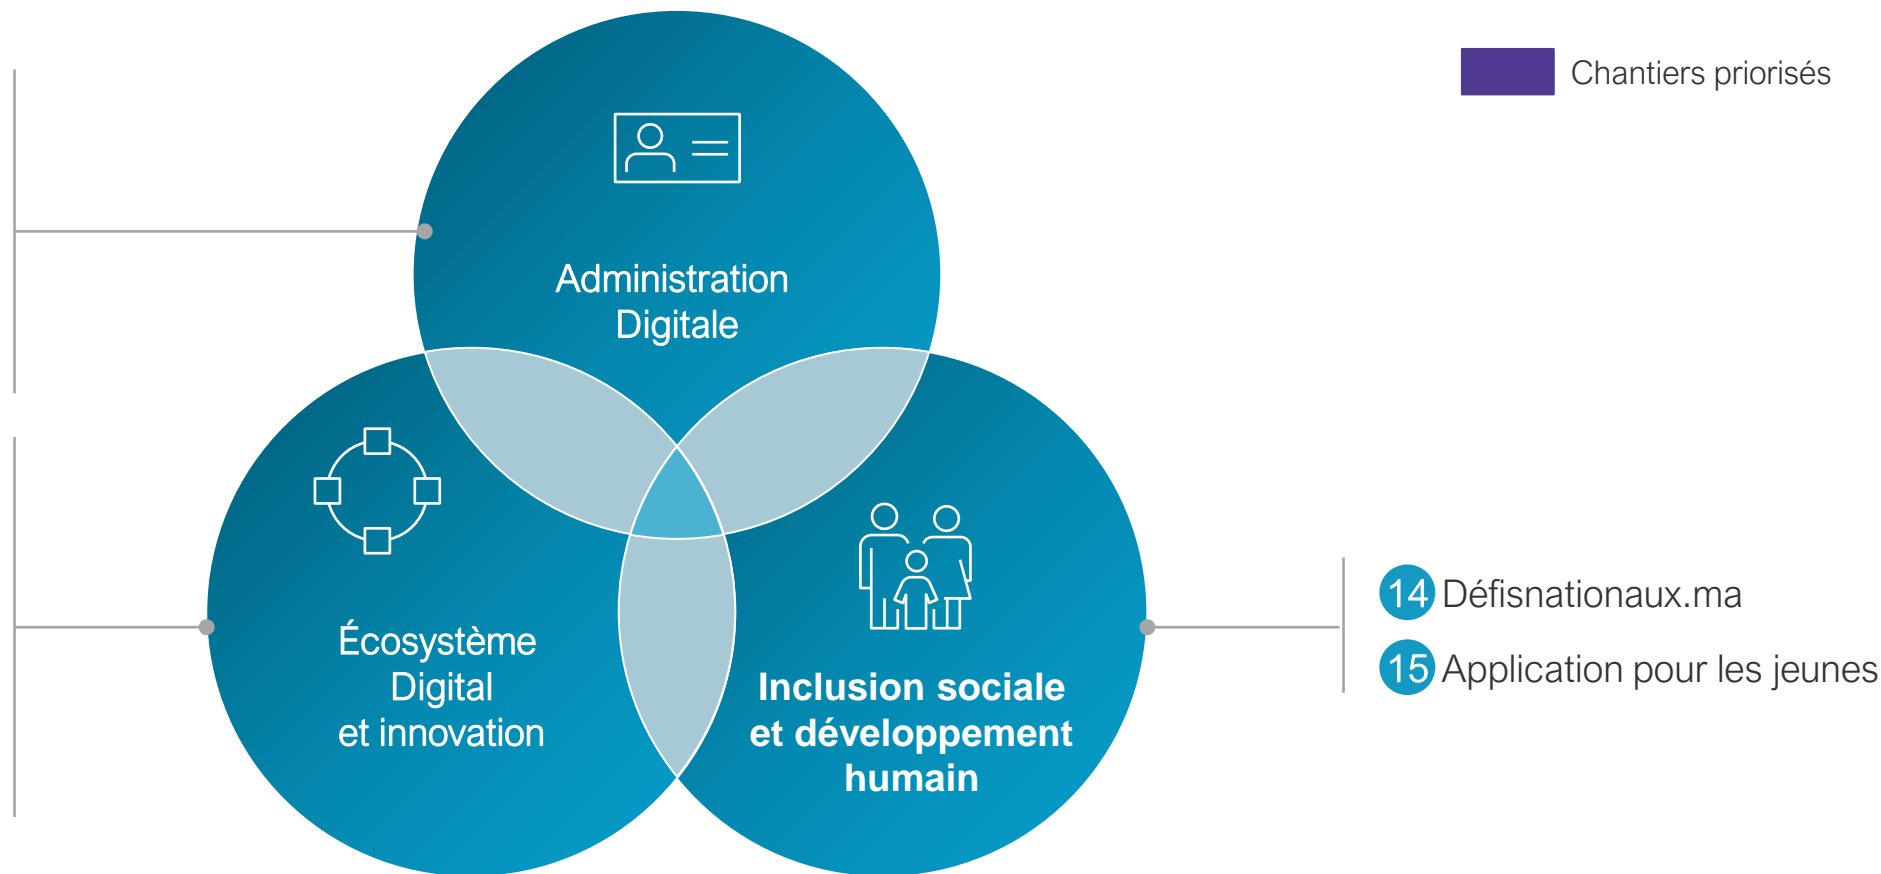 Chantiers priorisés
Administration
Digitale
Écosystème
Digital
et innovation
Inclusion sociale
et développement
humain
14 Défisnationaux.ma
15 Application pour les jeunes